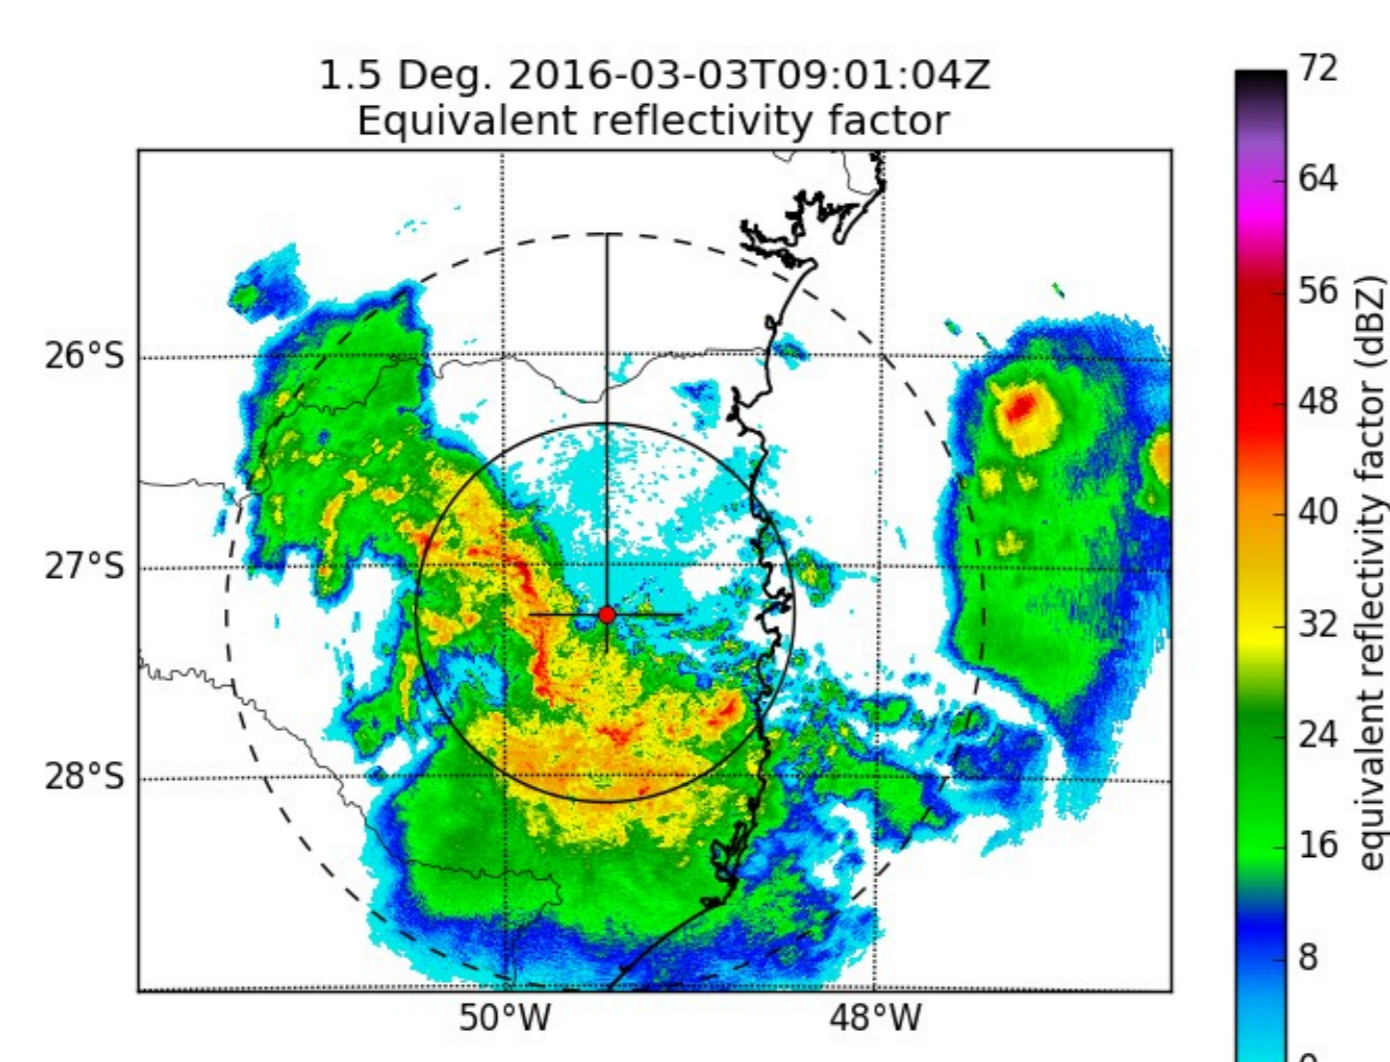 1.5 Deg. 2016-03-03T09:01:04Z
Equivalent reflectivity factor
72
64
56
48
40
32
24
16
8
0
equivalent reflectivity factor (dBZ)
26°S
27°S
28°S
50°W
48°W